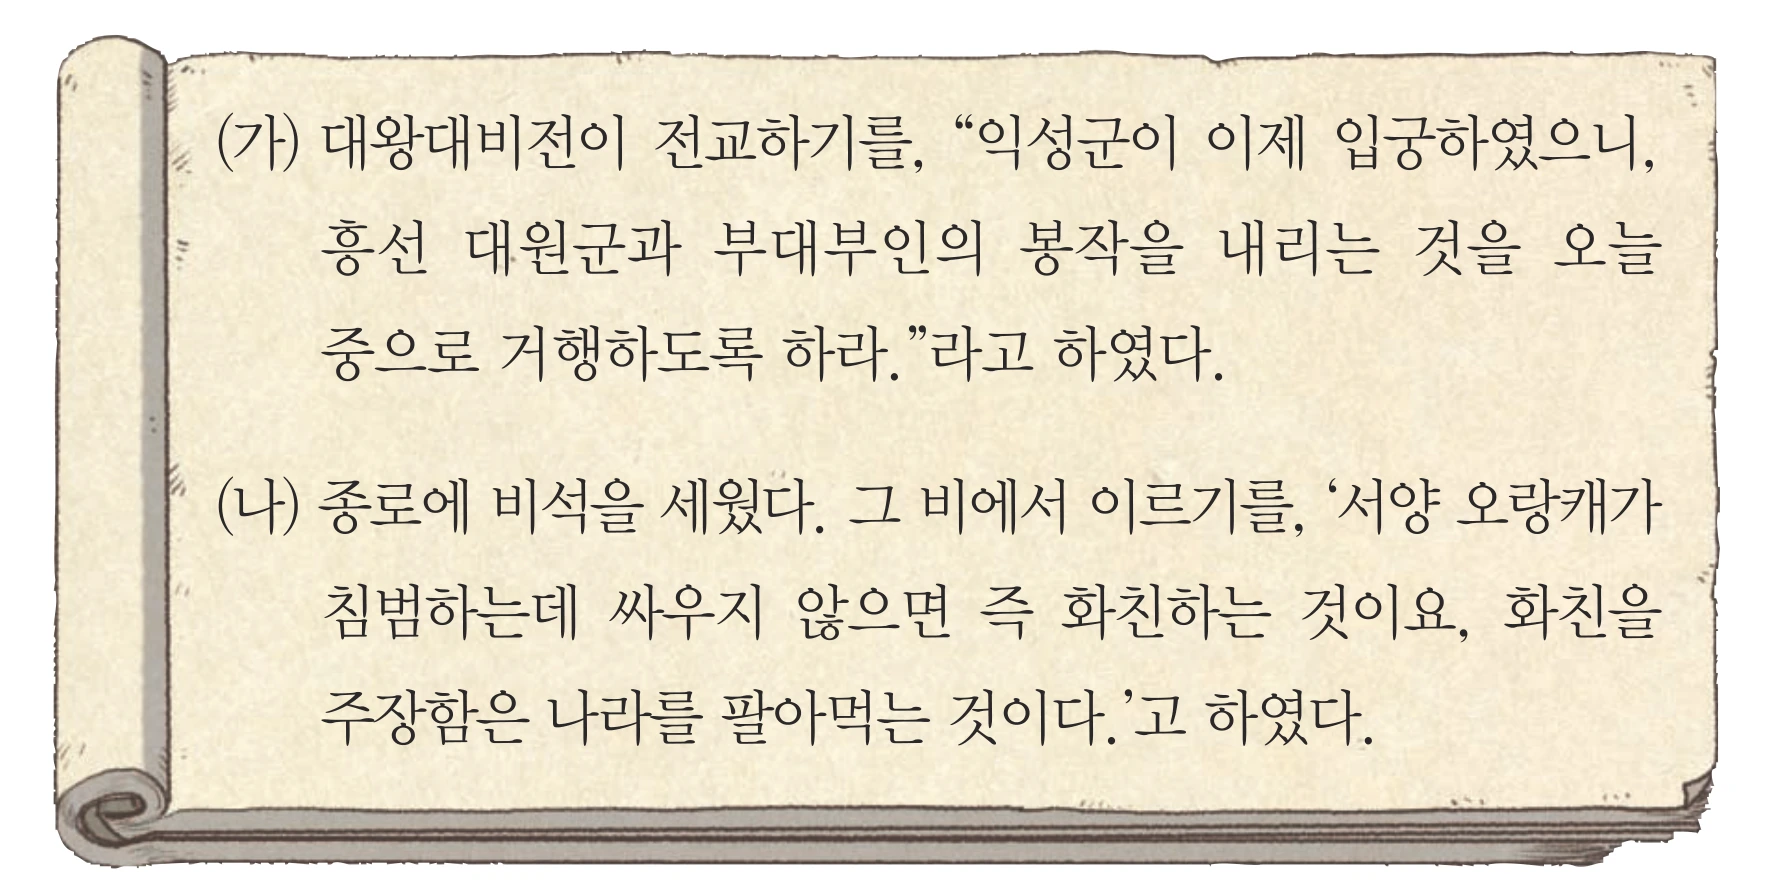 (가) 대왕대비전이 전교하기를, “익성군이 이제 입궁하였으니,
흥선 대원군과 부대부인의 봉작을 내리는 것을 오늘
중으로 거행하도록 하라.”라고 하였다.
(나) 종로에 비석을 세웠다. 그 비에서 이르기를, ‘서양 오랑캐가
침범하는데 싸우지 않으면 즉 화친하는 것이요, 화친을
주장함은 나라를 팔아먹는 것이다.’고 하였다.